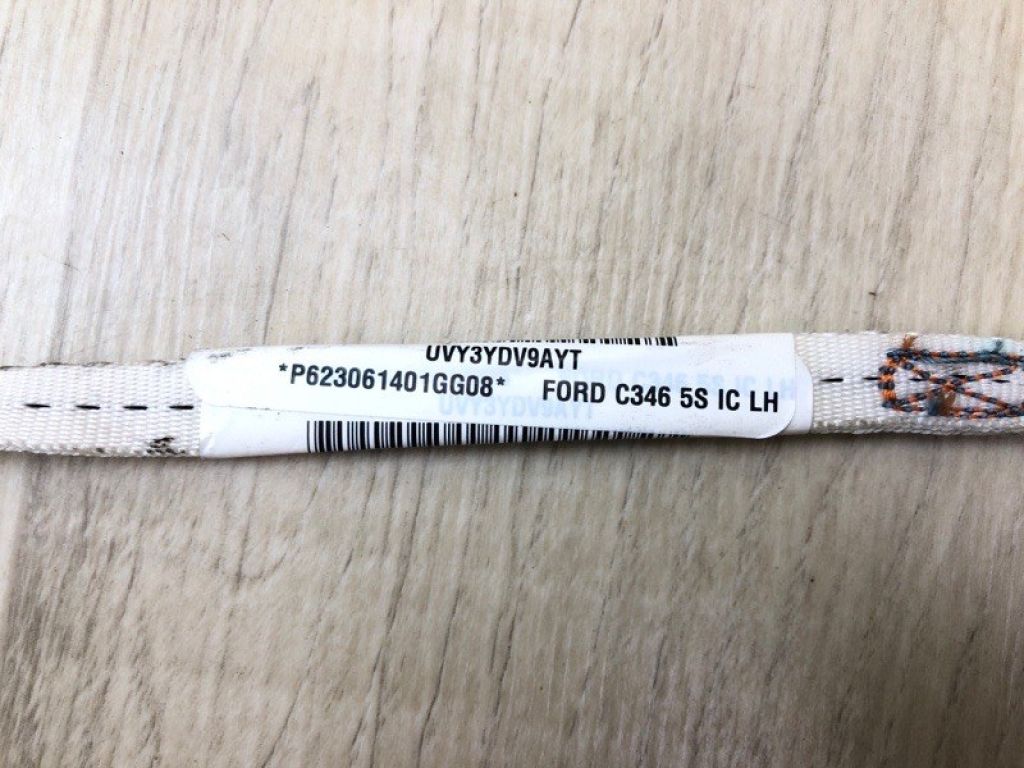 UVY3YDV9AYT
*P623061401GG08* FORD C346 5S IC LH